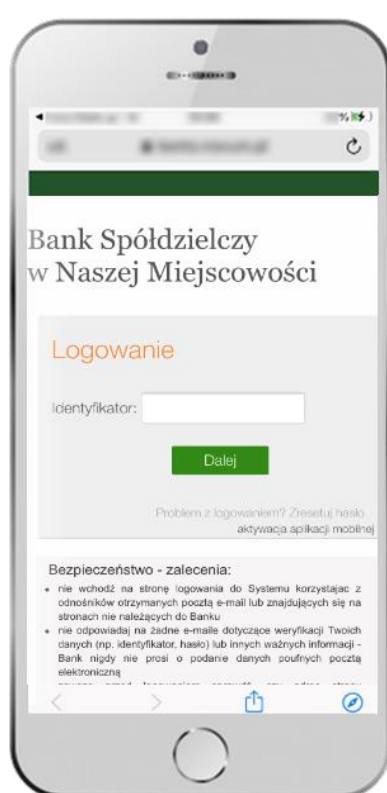 Bank Spółdzielczy
w Naszej Miejscowości
Logowanie
Identyfikator:
Dalej
Problem z logowaniem? Zresetuj hasło
aktywacja aplikacji mobilnej
Bezpieczeństwo - zalecenia:
• nie wchodź na stronę logowania do Systemu korzystając z
odnośników otrzymanych pocztą e-mail lub znajdujących się na
stronach nie należących do Banku
• nie odpowiadaj na żadne e-maile dotyczące weryfikacji Twoich
danych (np. identyfikator, hasło) lub innych ważnych informacji -
Bank nigdy nie prosi o podanie danych poufnych pocztą
elektroniczną